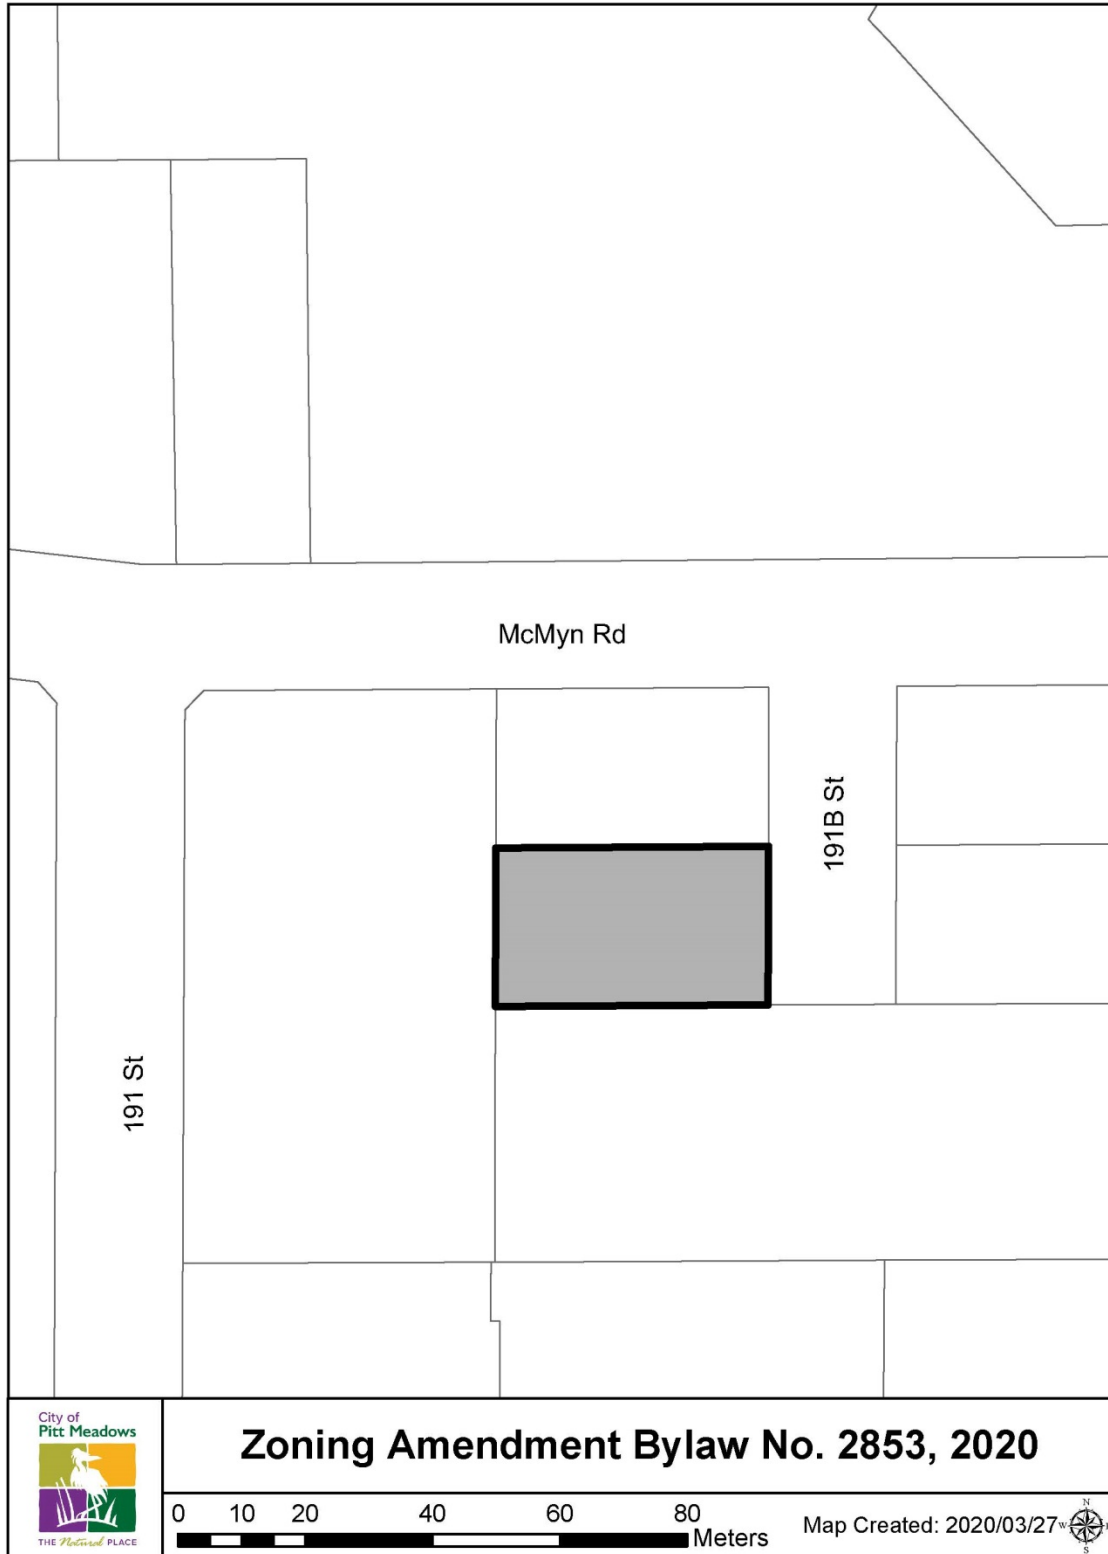 McMyn Rd
191B St
191 St
City of
Pitt Meadows
THE Natural PLACE
Zoning Amendment Bylaw No. 2853, 2020
0 10 20 40 60 80
Meters
Map Created: 2020/03/27
N
W
S